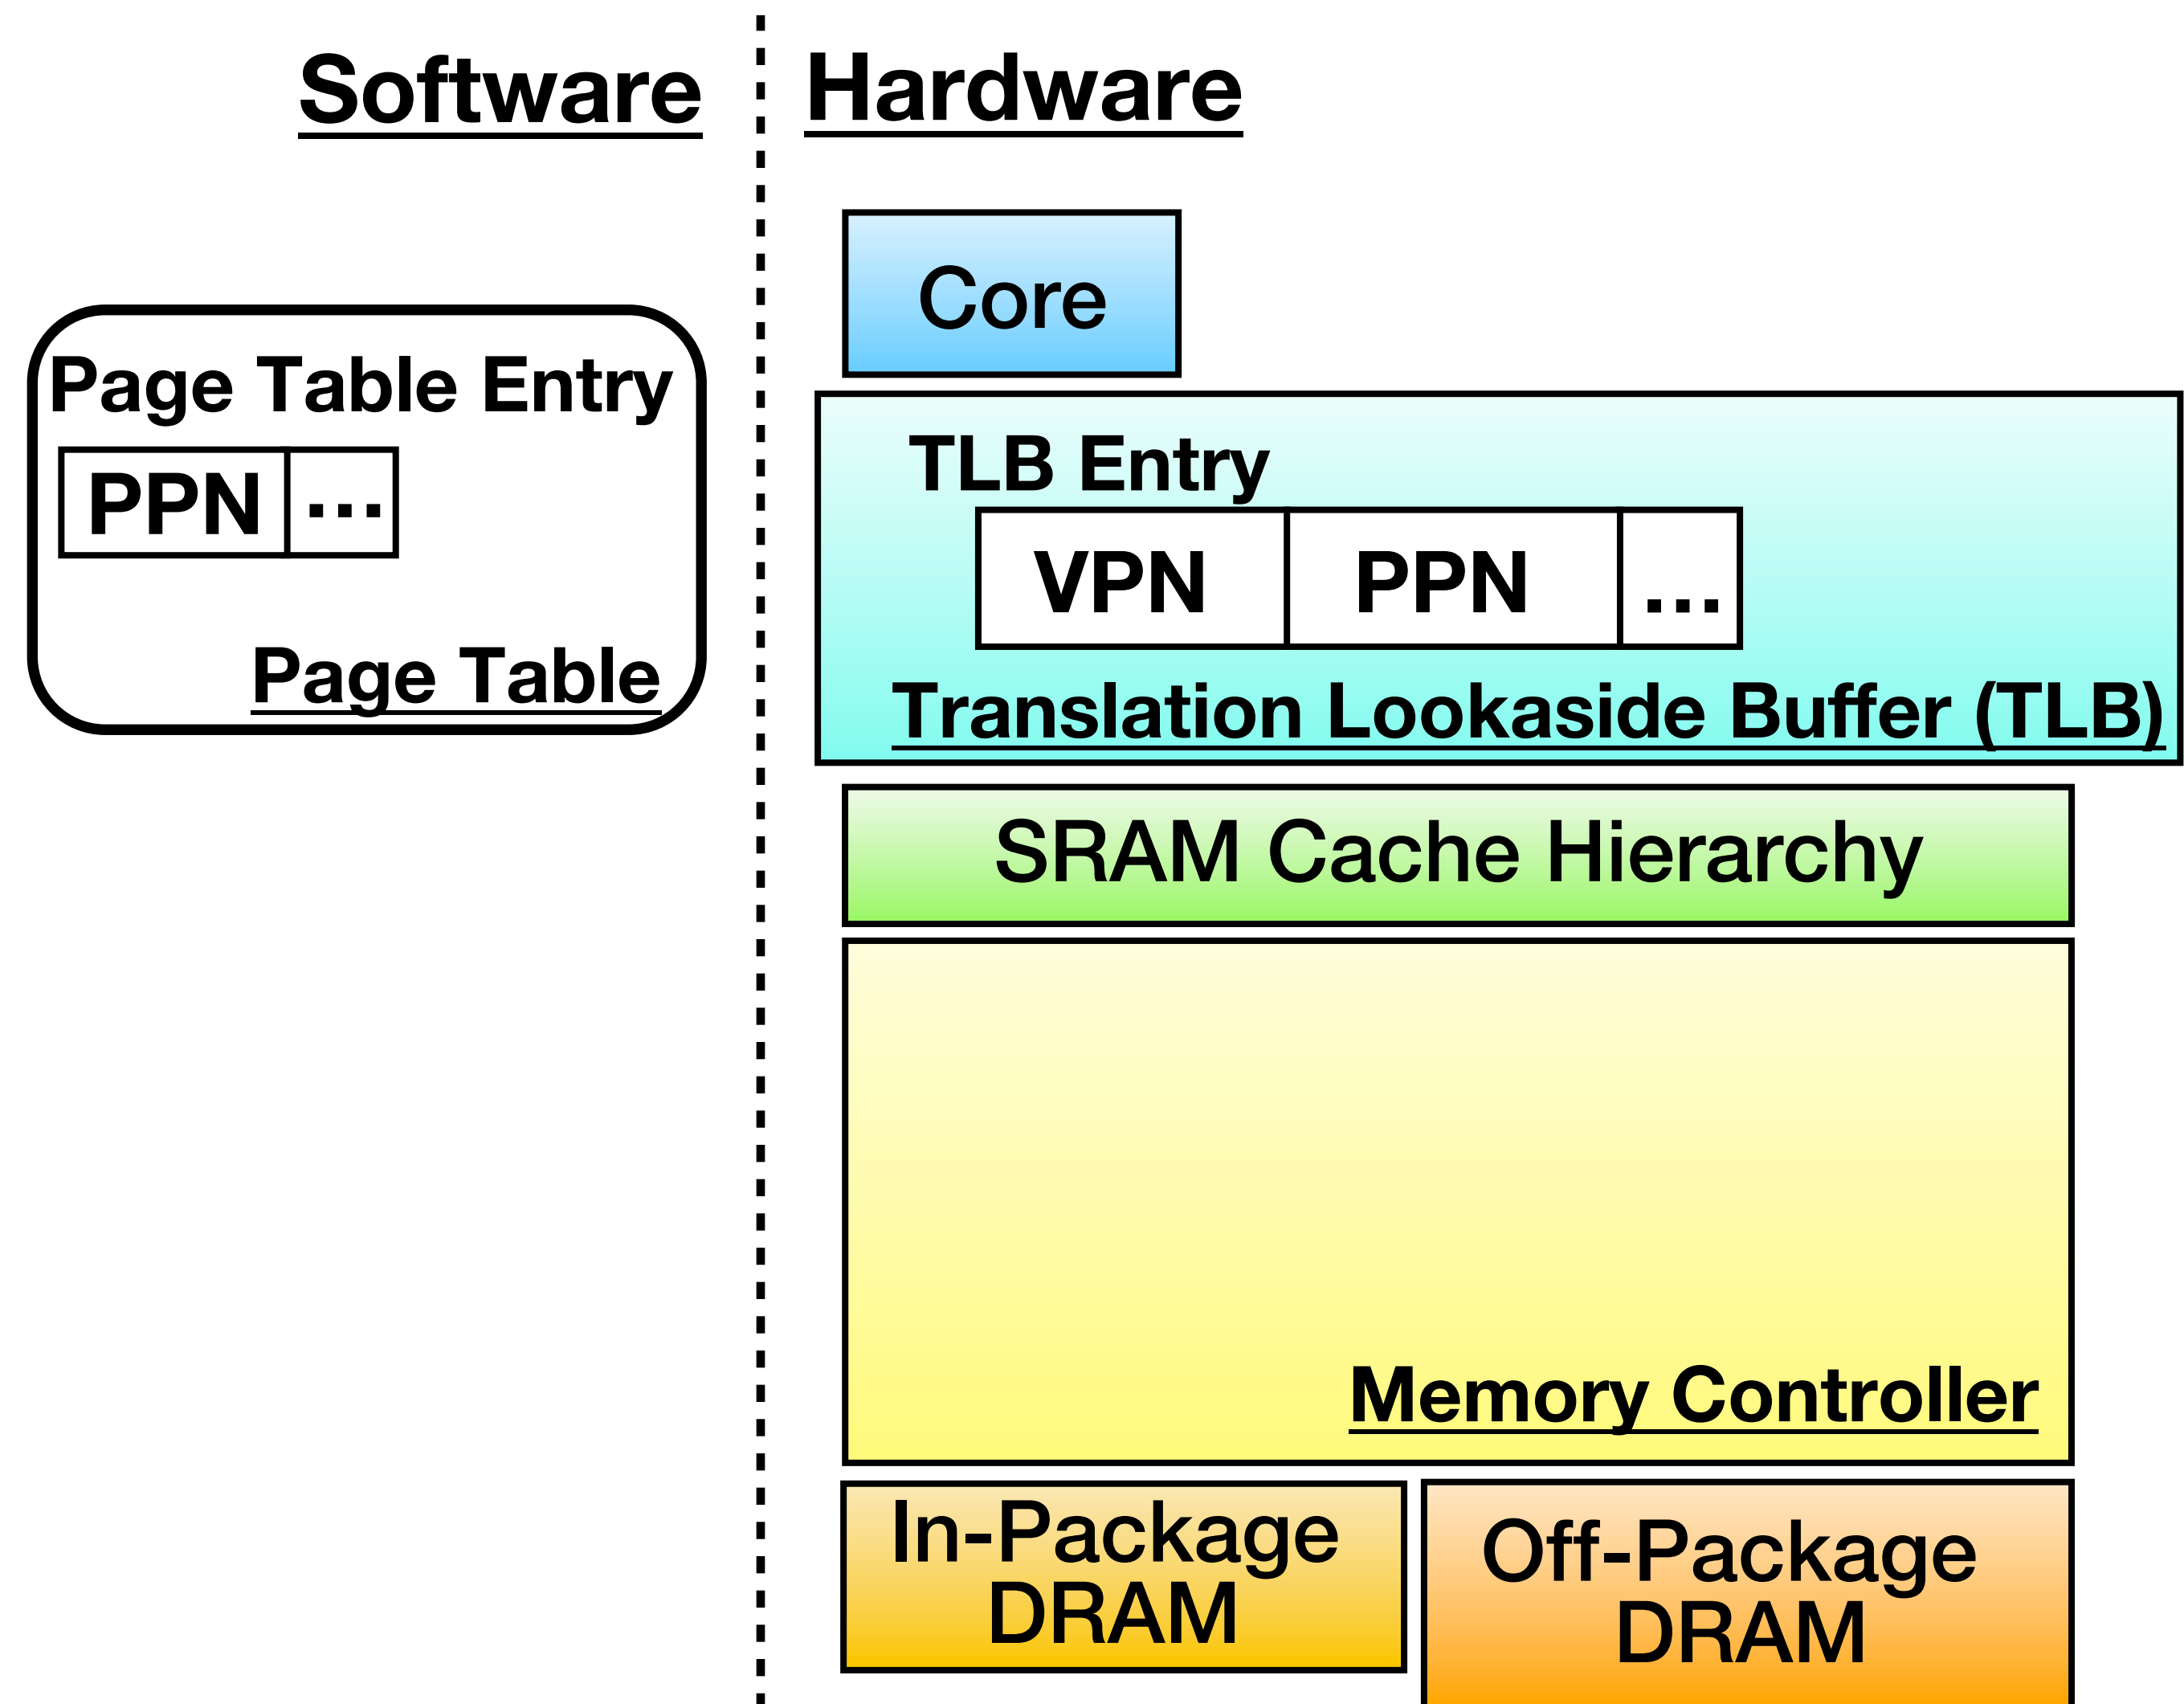 Software
Hardware
Core
Page Table Entry
PPN ...
Page Table
TLB Entry
VPN PPN ...
Translation Lookaside Buffer (TLB)
SRAM Cache Hierarchy
Memory Controller
In-Package
DRAM
Off-Package
DRAM